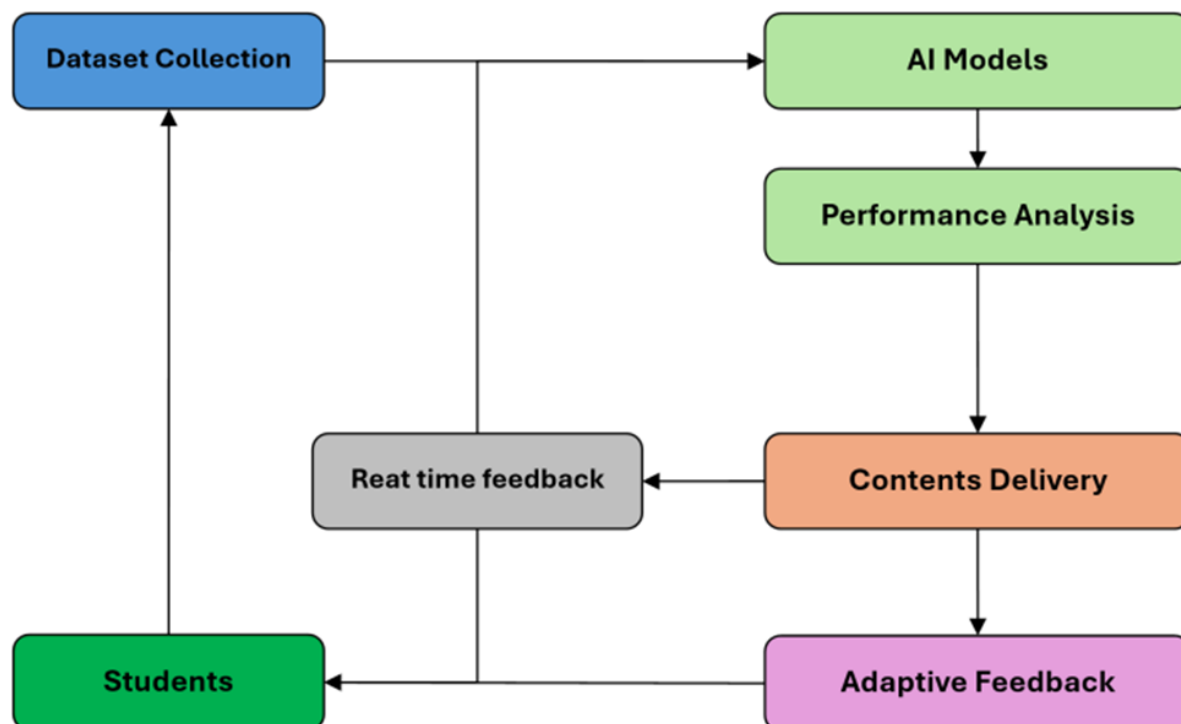 Dataset Collection
AI Models
Performance Analysis
Reat time feedback
Contents Delivery
Students
Adaptive Feedback